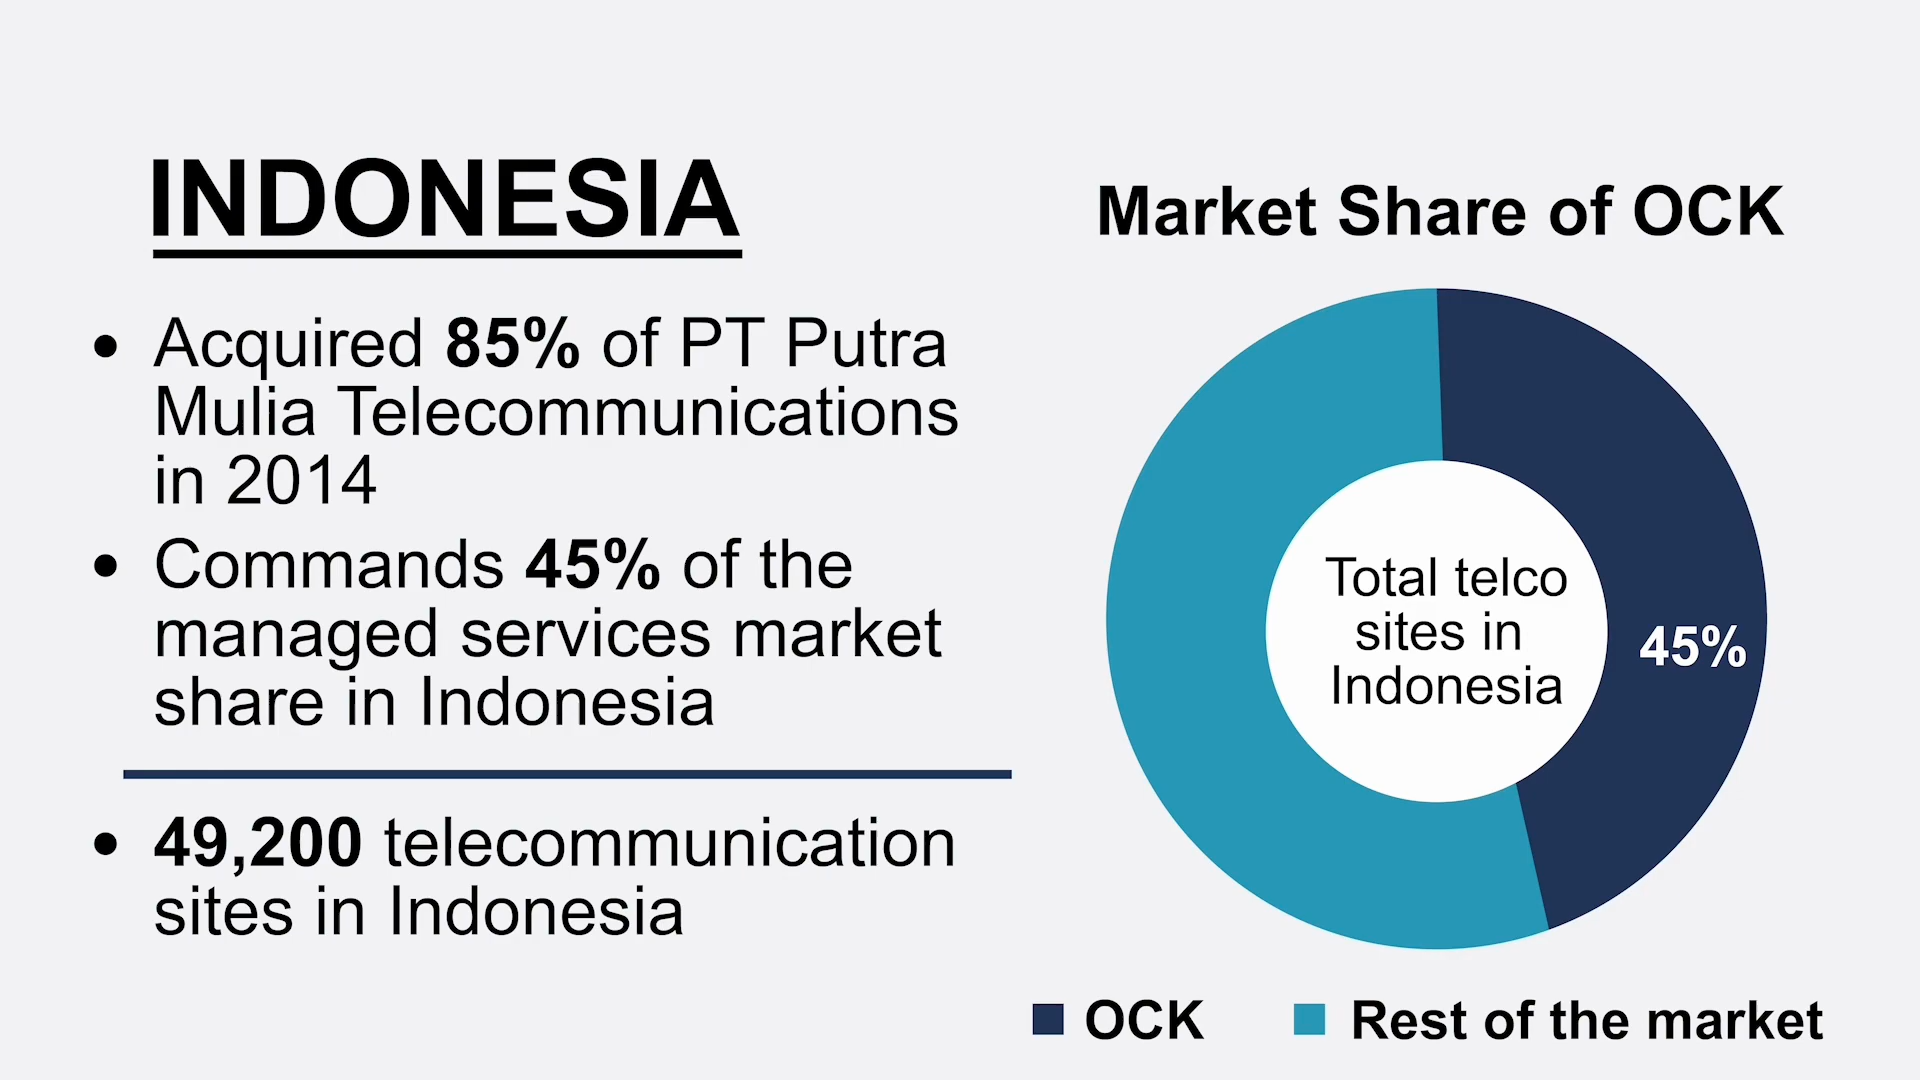 INDONESIA
• Acquired 85% of PT Putra
Mulia Telecommunications
in 2014
• Commands 45% of the
managed services market
share in Indonesia
• 49,200 telecommunication
sites in Indonesia
Market Share of OCK
Total telco
sites in
Indonesia
45%
OCK
Rest of the market